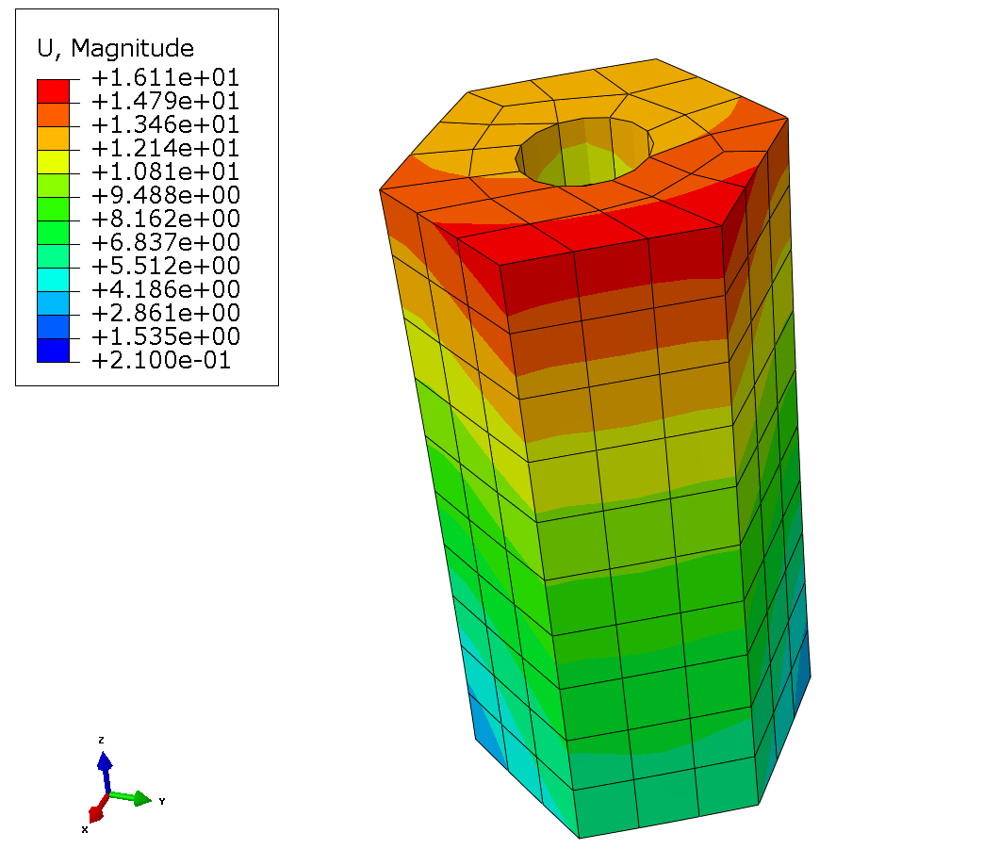 U, Magnitude
+1.611e+01
+1.479e+01
+1.346e+01
+1.214e+01
+1.081e+01
+9.488e+00
+8.162e+00
+6.837e+00
+5.512e+00
+4.186e+00
+2.861e+00
+1.535e+00
+2.100e-01
Z
Y
X